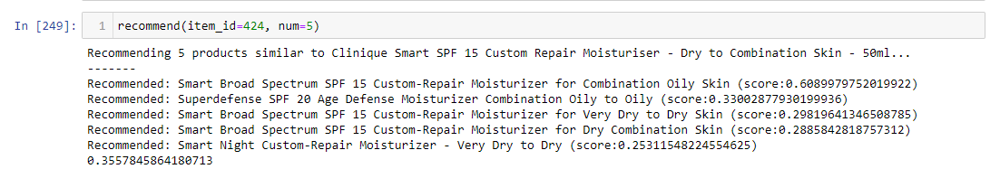 In [249]: 1 recommend(item_id=424, num=5)
Recommending 5 products similar to Clinique Smart SPF 15 Custom Repair Moisturiser - Dry to Combination Skin - 50ml...
-------
Recommended: Smart Broad Spectrum SPF 15 Custom-Repair Moisturizer for Combination Oily Skin (score:0.6089979752019922)
Recommended: Superdefense SPF 20 Age Defense Moisturizer Combination Oily to Oily (score:0.33002877930199936)
Recommended: Smart Broad Spectrum SPF 15 Custom-Repair Moisturizer for Very Dry to Dry Skin (score:0.29819641346508785)
Recommended: Smart Broad Spectrum SPF 15 Custom-Repair Moisturizer for Dry Combination Skin (score:0.2885842818757312)
Recommended: Smart Night Custom-Repair Moisturizer - Very Dry to Dry (score:0.25311548224554625)
0.3557845864180713